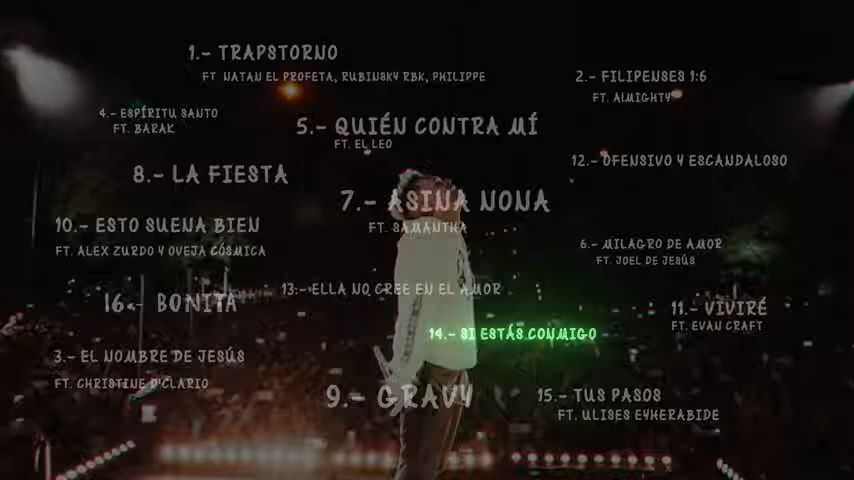 1.- TRAPSTORNO
FT NATAN EL PROFETA, RUBINSKY RBK, PHILIPPE
2.- FILIPENSES 1:6
FT. AlMIGHTY
4.- ESPÍRITU SANTO
FT. BARAK
5.- QUIÉN CONTRA MÍ
FT. EL LEO
12.- OFENSIVO Y ESCANDALOSO
8.- LA FIESTA
7.- ASINA NONA
FT. SAMANTHA
10.- ESTO SUENA BIEN
FT. ALEX ZURDO Y OVEJA CÓSMICA
6.- MILAGRO DE AMOR
FT. JOEL DE JESÚS
13:- ELLA NO CREE EN EL AMOR
16.- BONITA
11.- VIVIRÉ
FT. EVAN CRAFT
14.- SI ESTÁS CONMIGO
3.- EL NOMBRE DE JESÚS
FT. CHRISTINE D'CLARIO
9.- GRAVY
15.- TUS PASOS
FT. ULISES EYHERABIDE